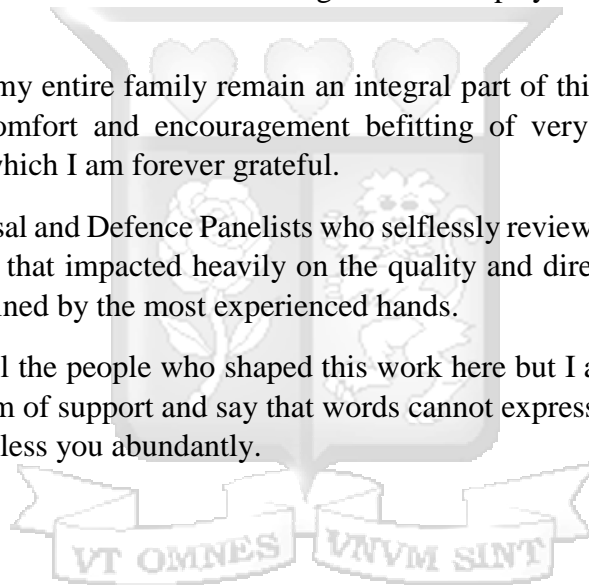 my entire family remain an integral part of thi
omfort and encouragement befitting of very
which I am forever grateful.
sal and Defence Panelists who selflessly review
that impacted heavily on the quality and dire
ined by the most experienced hands.
l the people who shaped this work here but I a
m of support and say that words cannot express
less you abundantly.
VT OMNES VNVM SINT